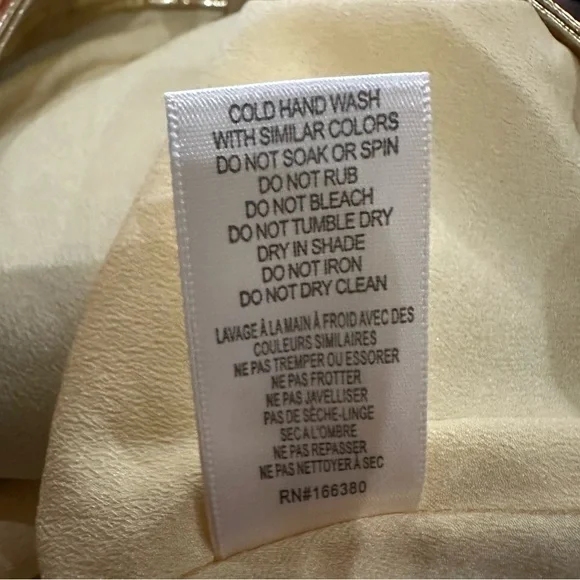 COLD HAND WASH
WITH SIMILAR COLORS
DO NOT SOAK OR SPIN
DO NOT RUB
DO NOT BLEACH
DO NOT TUMBLE DRY
DRY IN SHADE
DO NOT IRON
DO NOT DRY CLEAN
LAVAGE À LA MAIN À FROID AVEC DES
COULEURS SIMILAIRES
NE PAS TREMPER OU ESSORER
NE PAS FROTTER
NE PAS JAVELLISER
PAS DE SÈCHE-LINGE
SEC A L'OMBRE
NE PAS REPASSER
NE PAS NETTOYER À SEC
RN#166380